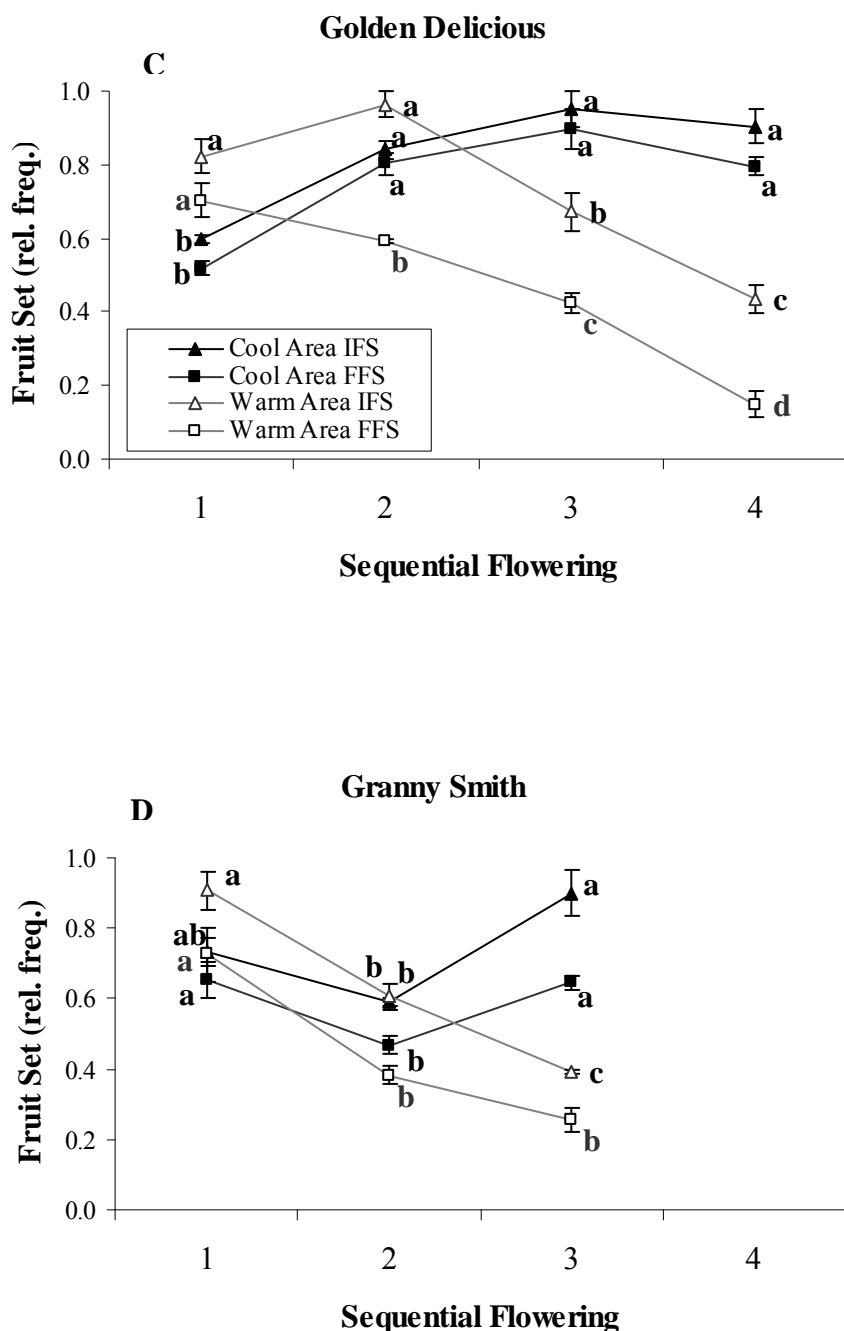 Golden Delicious
C
Fruit Set (rel. freq.)
1.0
0.8
0.6
0.4
0.2
0.0
a
a
b
b
a
a
a
b
a
a
b
c
a
a
c
d
Cool Area IFS
Cool Area FFS
Warm Area IFS
Warm Area FFS
1 2 3 4
Sequential Flowering
Granny Smith
D
Fruit Set (rel. freq.)
1.0
0.8
0.6
0.4
0.2
0.0
a
ab
a
a
b b
b
b
a
a
c
b
1 2 3 4
Sequential Flowering